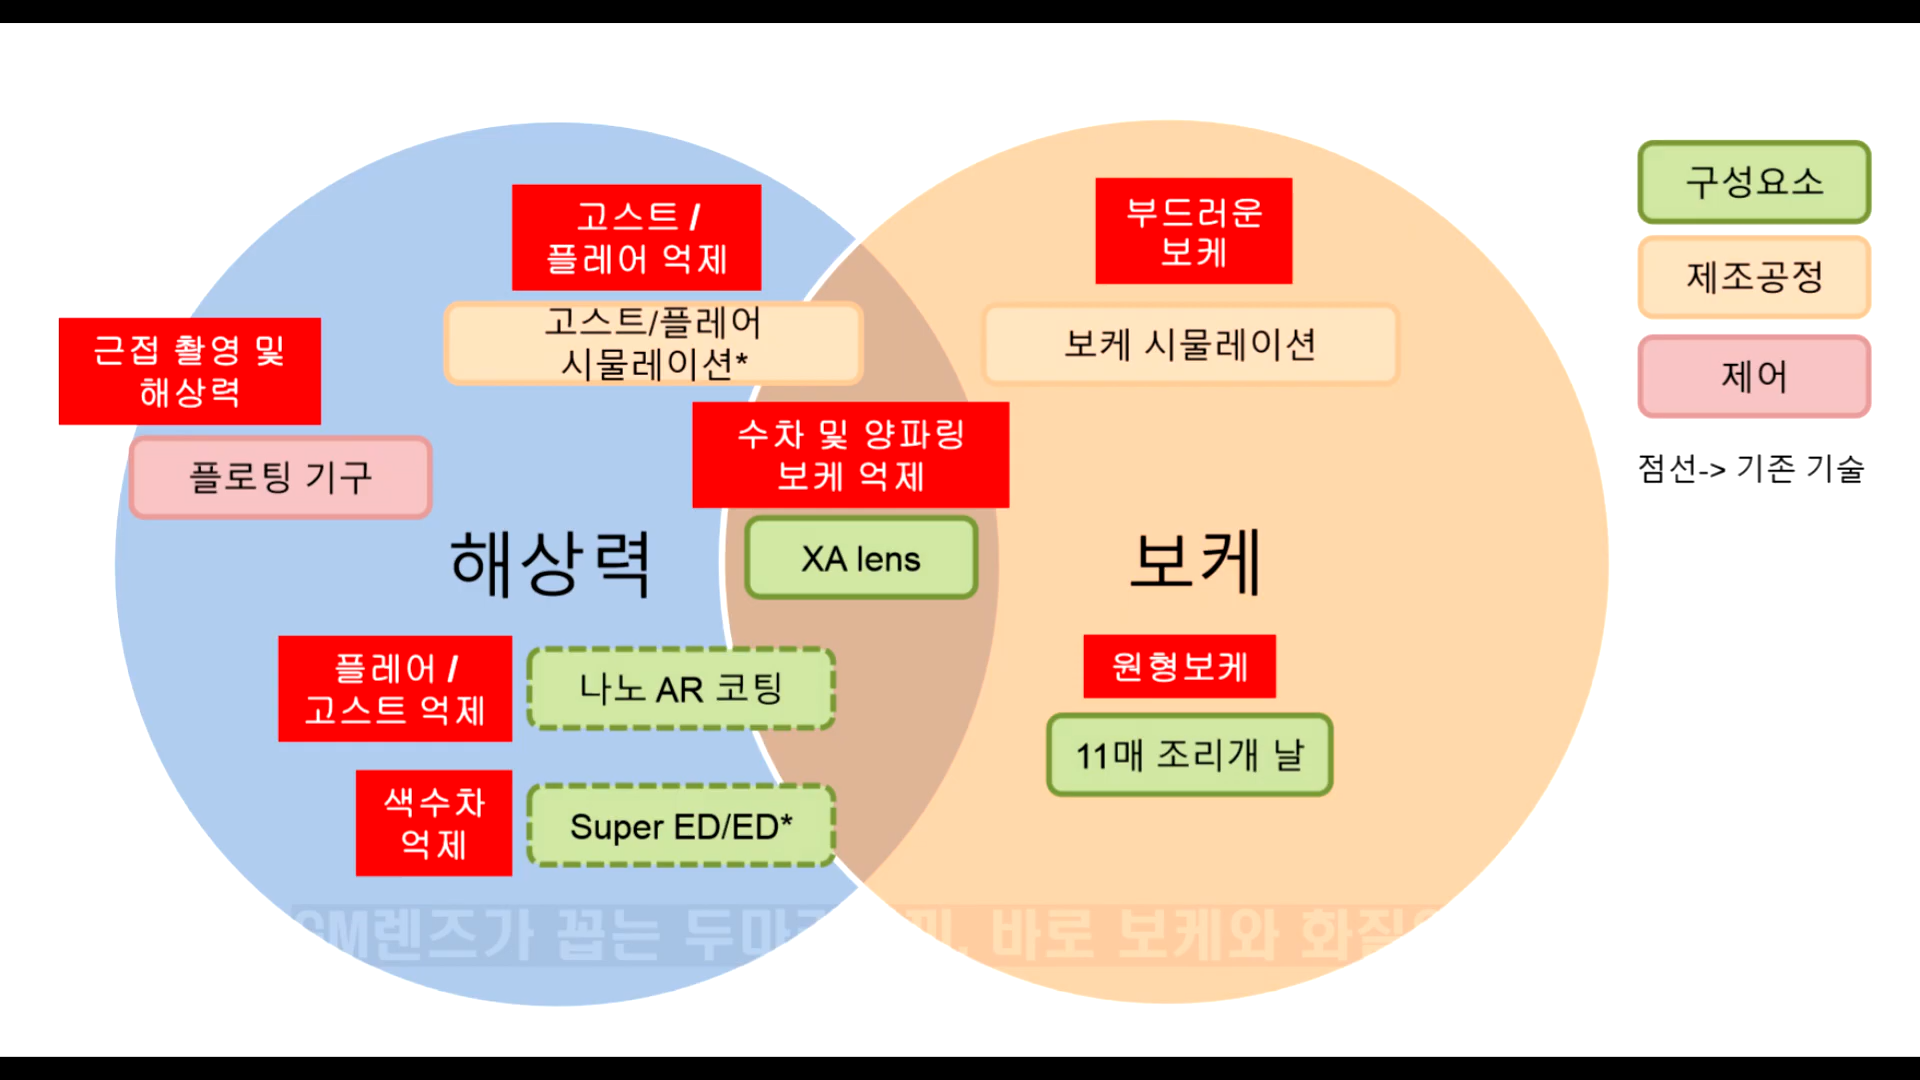 고스트 /
플레어 억제
고스트/플레어
시물레이션*
근접 촬영 및
해상력
플로팅 기구
부드러운
보케
보케 시물레이션
수차 및 양파링
보케 억제
XA lens
해상력
보케
플레어 /
고스트 억제
나노 AR 코팅
색수차
억제
Super ED/ED*
원형보케
11매 조리개 날
구성요소
제조공정
제어
점선-> 기존 기술
GM렌즈가 꼽는 두마리 바로 보케와